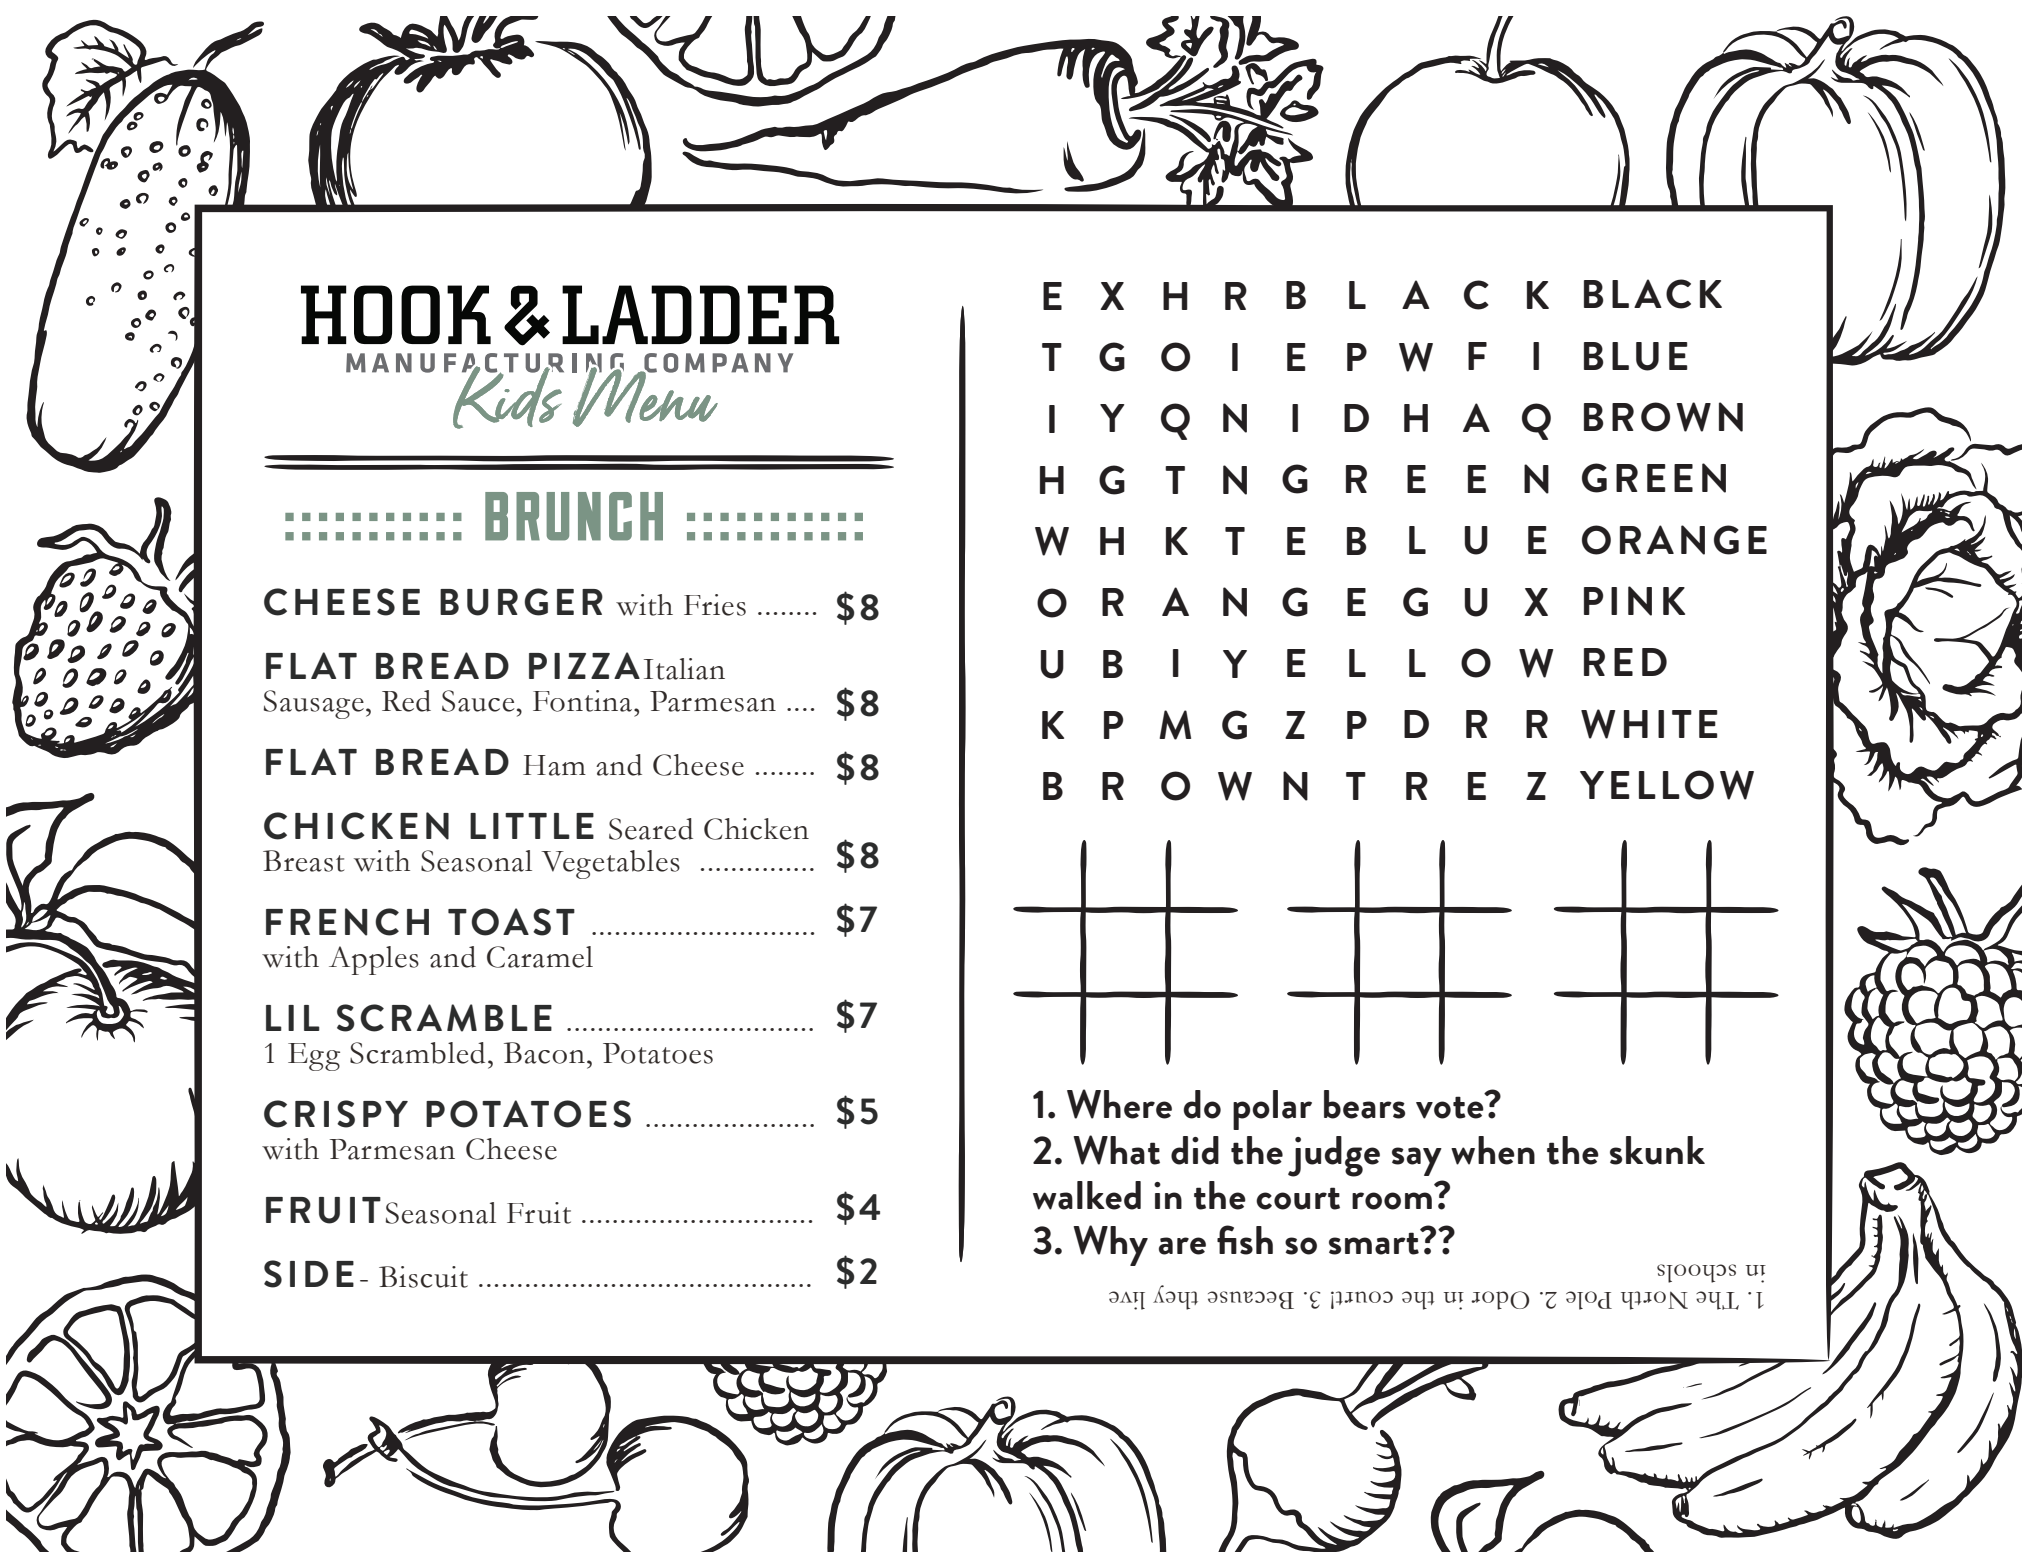 HOOK & LADDER
MANUFACTURING COMPANY
Kids Menu
BRUNCH
CHEESE BURGER with Fries ........ $8
FLAT BREAD PIZZA Italian
Sausage, Red Sauce, Fontina, Parmesan .... $8
FLAT BREAD Ham and Cheese ........ $8
CHICKEN LITTLE Seared Chicken
Breast with Seasonal Vegetables ............... $8
FRENCH TOAST ............................. $7
with Apples and Caramel
LIL SCRAMBLE ................................ $7
1 Egg Scrambled, Bacon, Potatoes
CRISPY POTATOES ...................... $5
with Parmesan Cheese
FRUIT Seasonal Fruit .............................. $4
SIDE - Biscuit ........................................... $2
E X H R B L A C K BLACK
T G O I E P W F I BLUE
I Y Q N I D H A Q BROWN
H G T N G R E E N GREEN
W H K T E B L U E ORANGE
O R A N G E G U X PINK
U B I Y E L L O W RED
K P M G Z P D R R WHITE
B R O W N T R E Z YELLOW
1. Where do polar bears vote?
2. What did the judge say when the skunk
walked in the court room?
3. Why are fish so smart??
1. The North Pole 2. Odor in the court! 3. Because they live
in schools